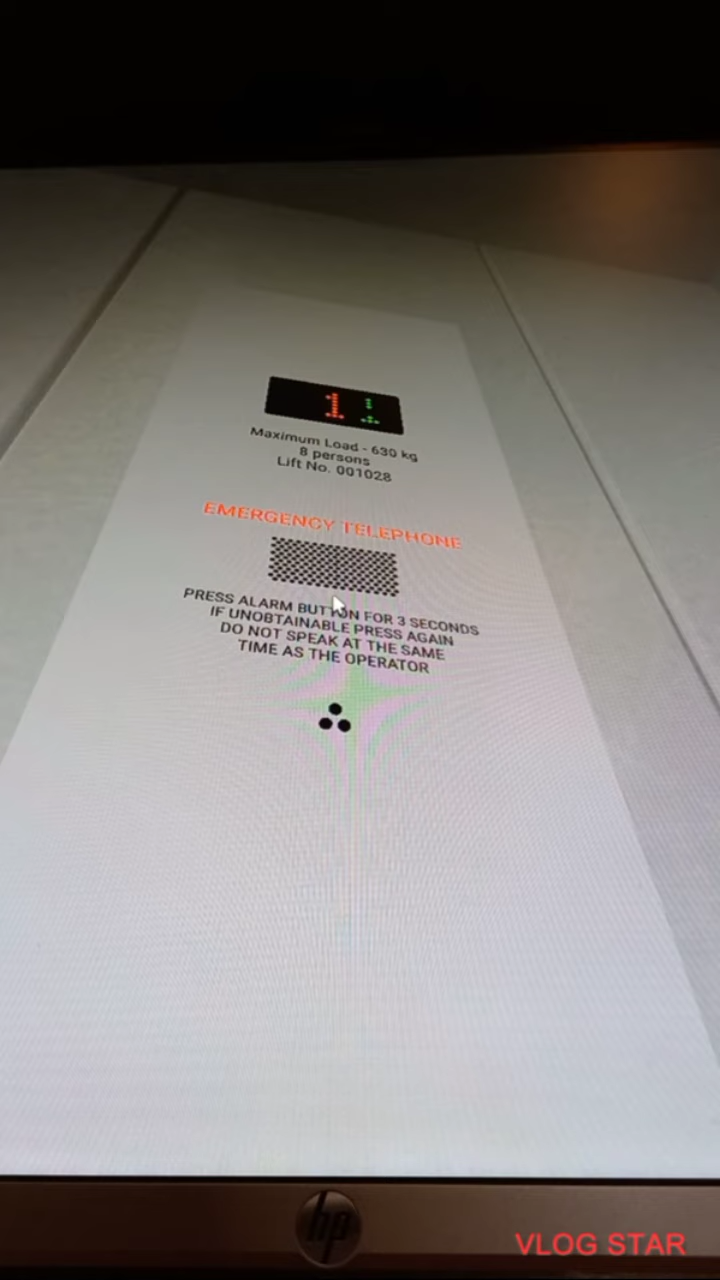 1
Maximum Load - 630 kg
8 persons
Lift No. 001028
EMERGENCY TELEPHONE
PRESS ALARM BUTTON FOR 3 SECONDS
IF UNOBTAINABLE PRESS AGAIN
DO NOT SPEAK AT THE SAME
TIME AS THE OPERATOR
hp
VLOG STAR